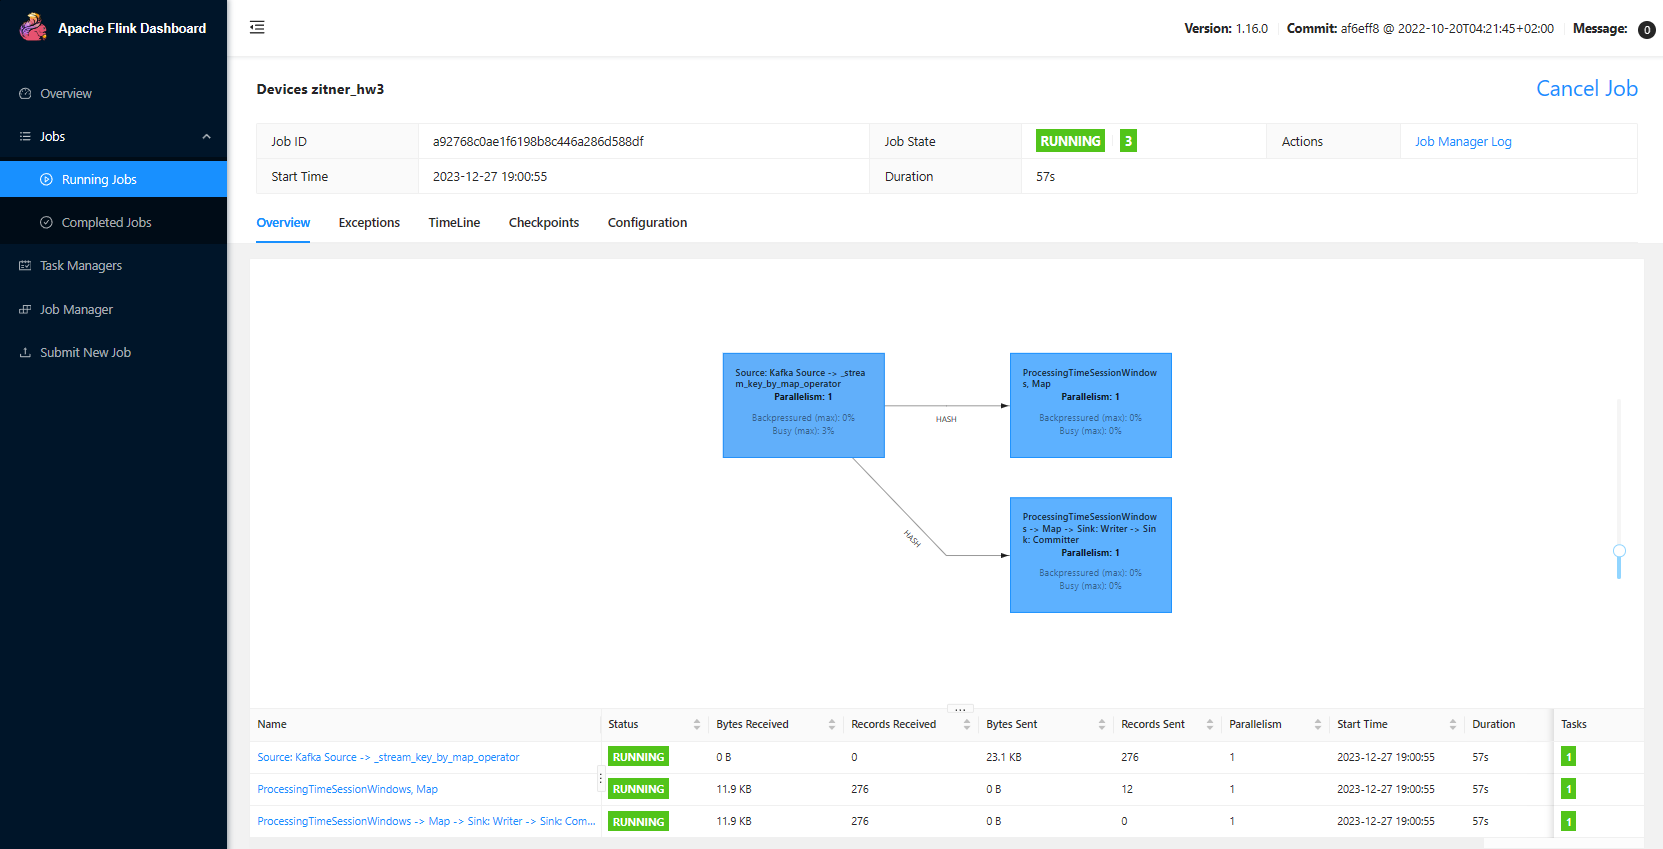 Apache Flink Dashboard
Version: 1.16.0 Commit: af6eff8 @ 2022-10-20T04:21:45+02:00 Message: 0
Overview
Jobs
Running Jobs
Completed Jobs
Task Managers
Job Manager
Submit New Job
Devices zitner_hw3
Cancel Job
Job ID a92768c0ae1f6198b8c446a286d588df Job State RUNNING 3 Actions Job Manager Log
Start Time 2023-12-27 19:00:55 Duration 57s
Overview Exceptions TimeLine Checkpoints Configuration
Source: Kafka Source -> _strea
m_key_by_map_operator
Parallelism: 1
Backpressured (max): 0%
Busy (max): 3%
HASH
ProcessingTimeSessionWindow
s, Map
Parallelism: 1
Backpressured (max): 0%
Busy (max): 0%
HASH
ProcessingTimeSessionWindow
s -> Map -> Sink: Writer -> Sin
k: Committer
Parallelism: 1
Backpressured (max): 0%
Busy (max): 0%
Name Status Bytes Received Records Received Bytes Sent Records Sent Parallelism Start Time Duration Tasks
Source: Kafka Source -> _stream_key_by_map_operator RUNNING 0 B 0 23.1 KB 276 1 2023-12-27 19:00:55 57s 1
ProcessingTimeSessionWindows, Map RUNNING 11.9 KB 276 0 B 12 1 2023-12-27 19:00:55 57s 1
ProcessingTimeSessionWindows -> Map -> Sink: Writer -> Sink: Com... RUNNING 11.9 KB 276 0 B 0 1 2023-12-27 19:00:55 57s 1